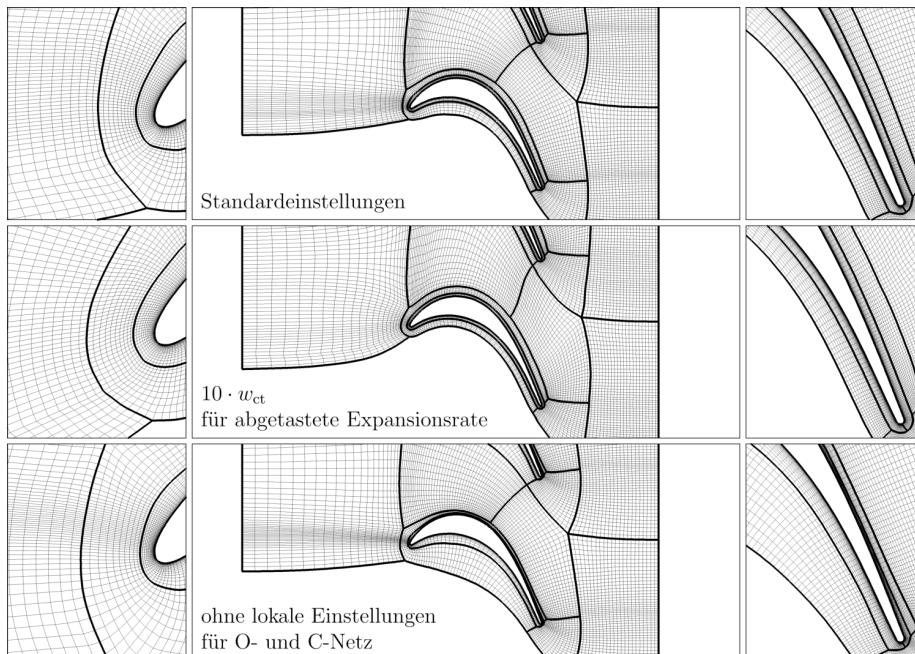 Standardeinstellungen
10 · w_ct
für abgetastete Expansionsrate
ohne lokale Einstellungen
für O- und C-Netz